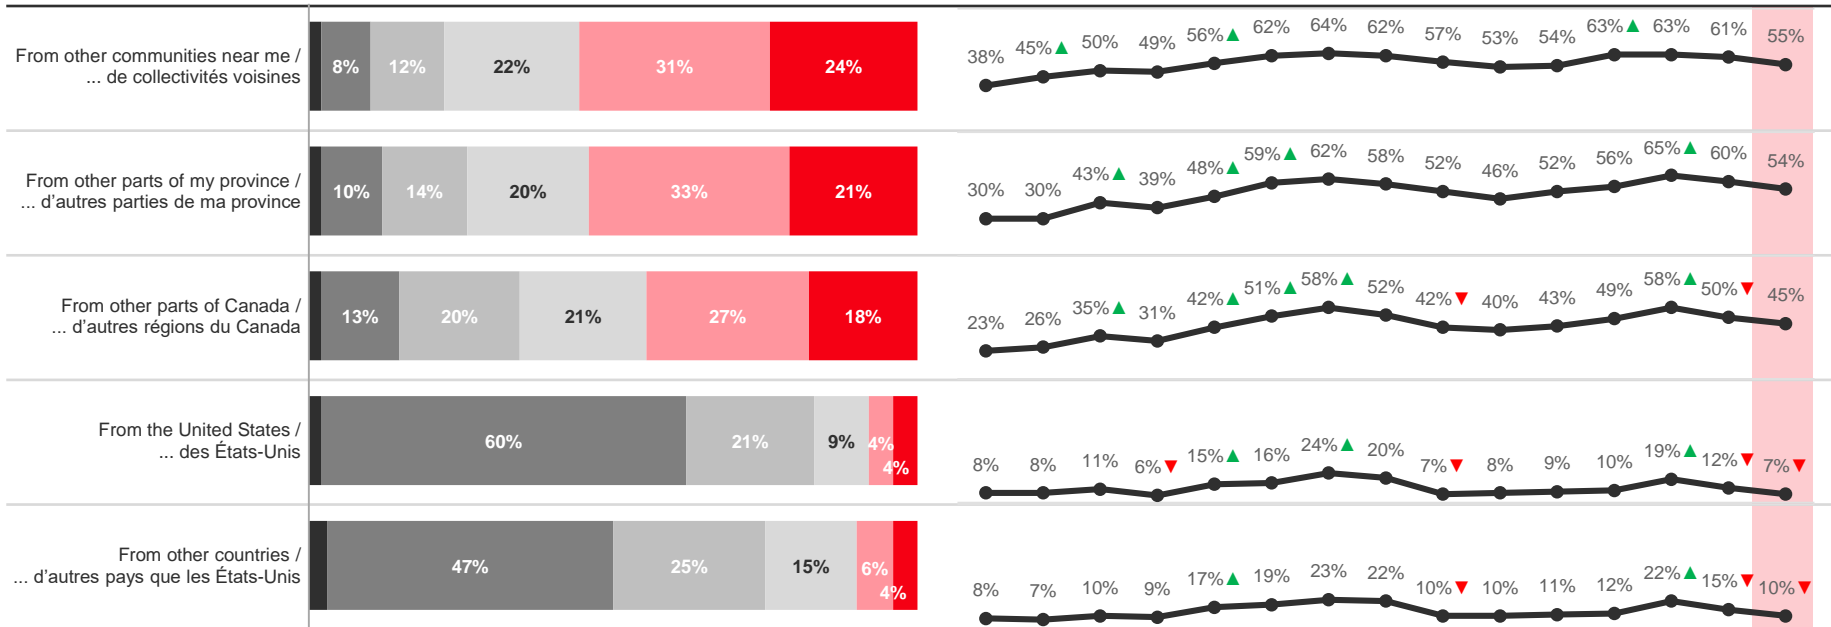 From other communities near me /
... de collectivités voisines
8% 12% 22% 31% 24%
38% 45%▲ 50% 49% 56%▲ 62% 64% 62% 57% 53% 54% 63%▲ 63% 61% 55%
From other parts of my province /
... d'autres parties de ma province
10% 14% 20% 33% 21%
30% 30% 43%▲ 39% 48%▲ 59%▲ 62% 58% 52% 46% 52% 56% 65%▲ 60% 54%
From other parts of Canada /
... d'autres régions du Canada
13% 20% 21% 27% 18%
23% 26% 35%▲ 31% 42%▲ 51%▲ 58%▲ 52% 42%▼ 40% 43% 49% 58%▲ 50%▼ 45%
From the United States /
... des États-Unis
60% 21% 9% 4% 4%
8% 8% 11% 6%▼ 15%▲ 16% 24%▲ 20% 7%▼ 8% 9% 10% 19%▲ 12%▼ 7%▼
From other countries /
... d'autres pays que les États-Unis
47% 25% 15% 6% 4%
8% 7% 10% 9% 17%▲ 19% 23% 22% 10%▼ 10% 11% 12% 22%▲ 15%▼ 10%▼